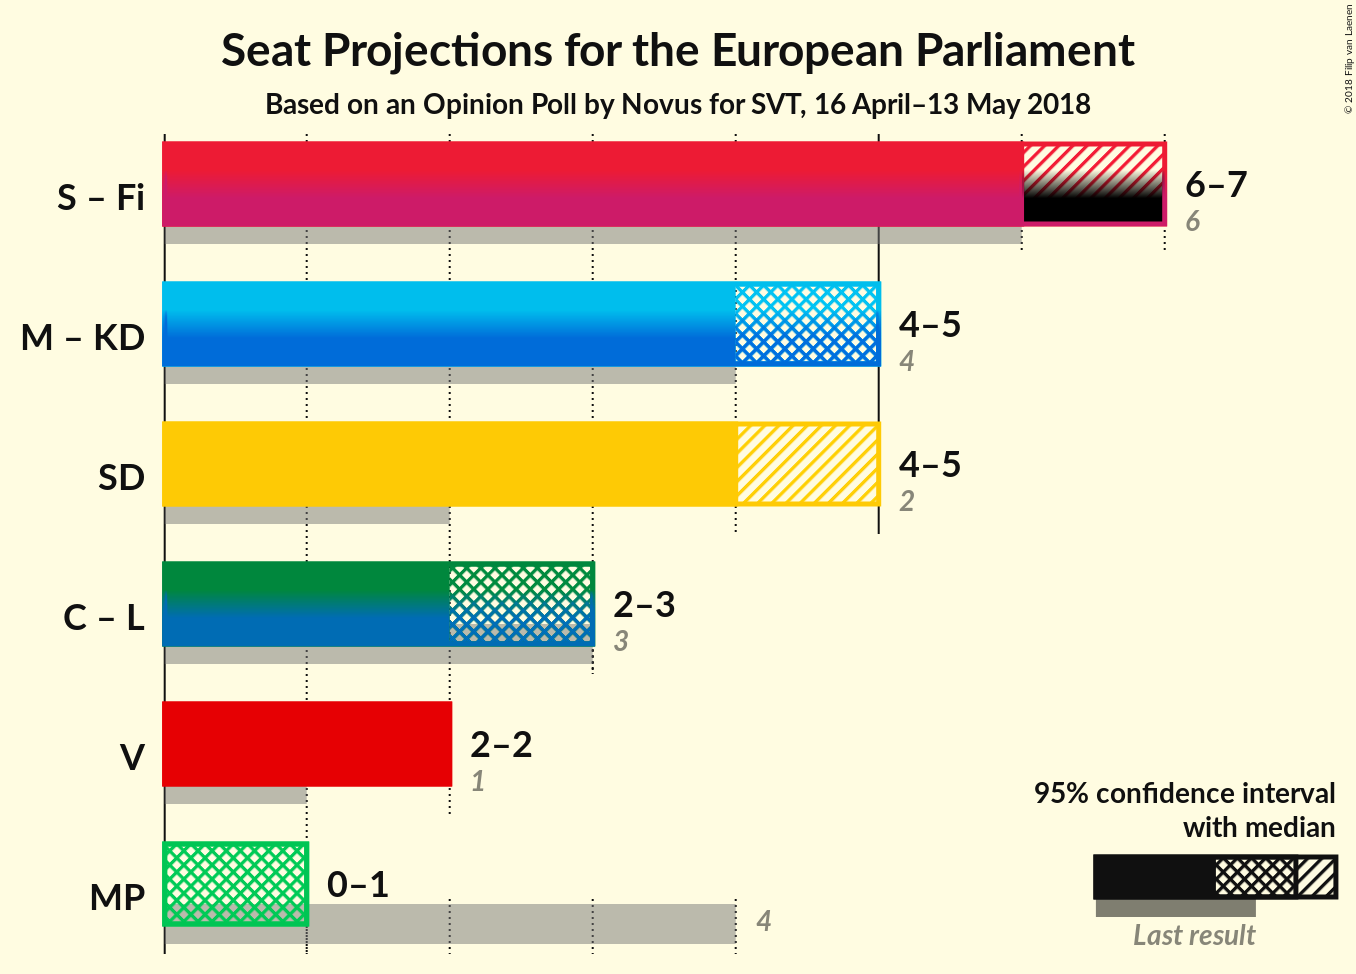 Seat Projections for the European Parliament
Based on an Opinion Poll by Novus for SVT, 16 April–13 May 2018
© 2018 Filip van Laenen
S – Fi
6–7
6
M – KD
4–5
4
SD
4–5
2
C – L
2–3
3
V
2–2
1
MP
0–1
4
95% confidence interval
with median
Last result